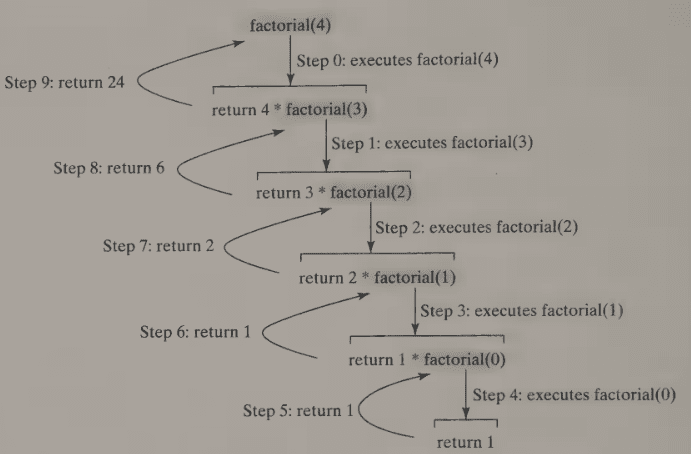 factorial(4)
Step 0: executes factorial(4)
Step 9: return 24
return 4 * factorial(3)
Step 1: executes factorial(3)
Step 8: return 6
return 3 * factorial(2)
Step 2: executes factorial(2)
Step 7: return 2
return 2 * factorial(1)
Step 3: executes factorial(1)
Step 6: return 1
return 1 * factorial(0)
Step 4: executes factorial(0)
Step 5: return 1
return 1